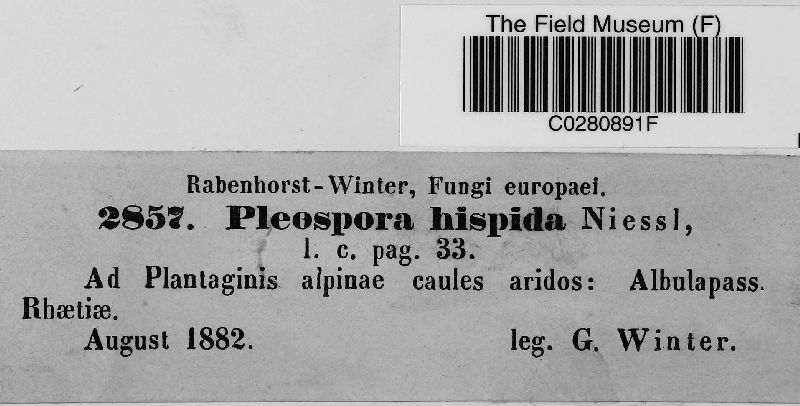 The Field Museum (F)
C0280891F
Rabenhorst-Winter, Fungi europaei.
2857. Pleospora hispida Niessl,
l. c. pag. 33.
Ad Plantaginis alpinae caules aridos: Albulapass.
Rhætiæ.
August 1882. leg. G. Winter.